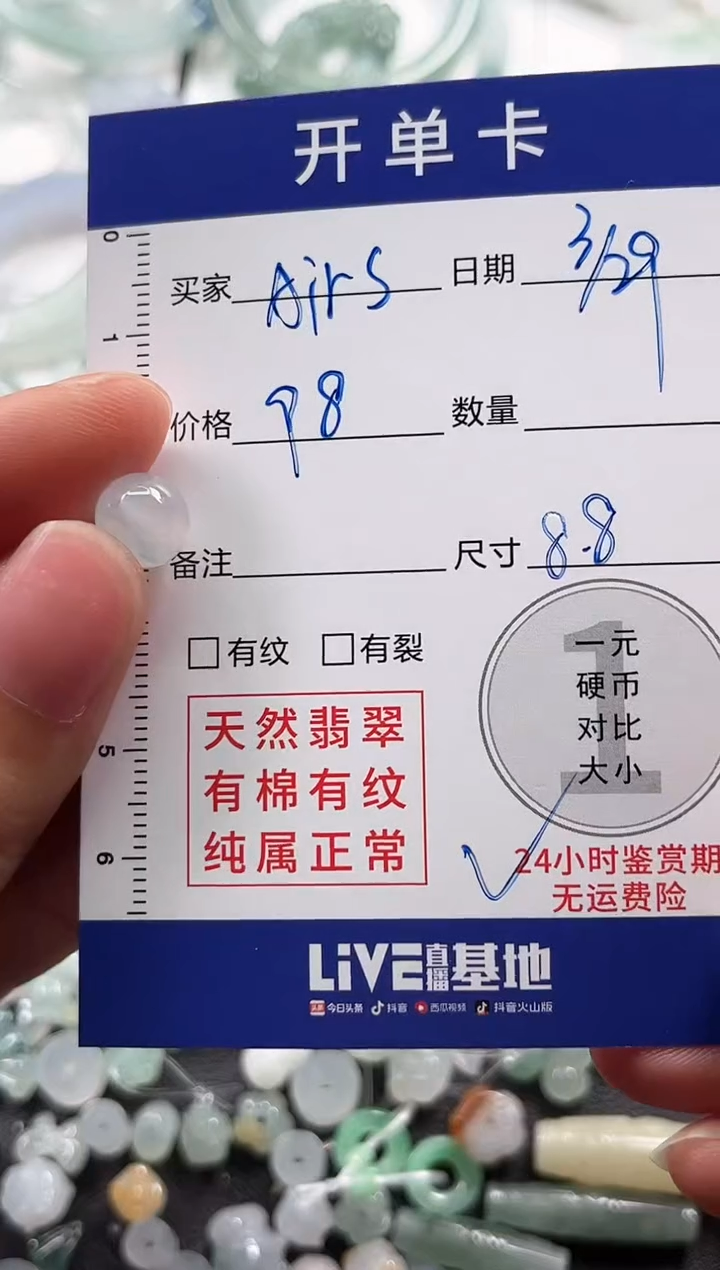 开单卡
0
买家 AirS 日期 3/29
1
价格 98 数量
备注 尺寸 8.8
□有纹 □有裂
1
一元
硬币
对比
大小
天然翡翠
有棉有纹
纯属正常
5
6
✓
24小时鉴赏期
无运费险
LiVE直播基地
头条 今日头条 抖音 西瓜视频 抖音火山版